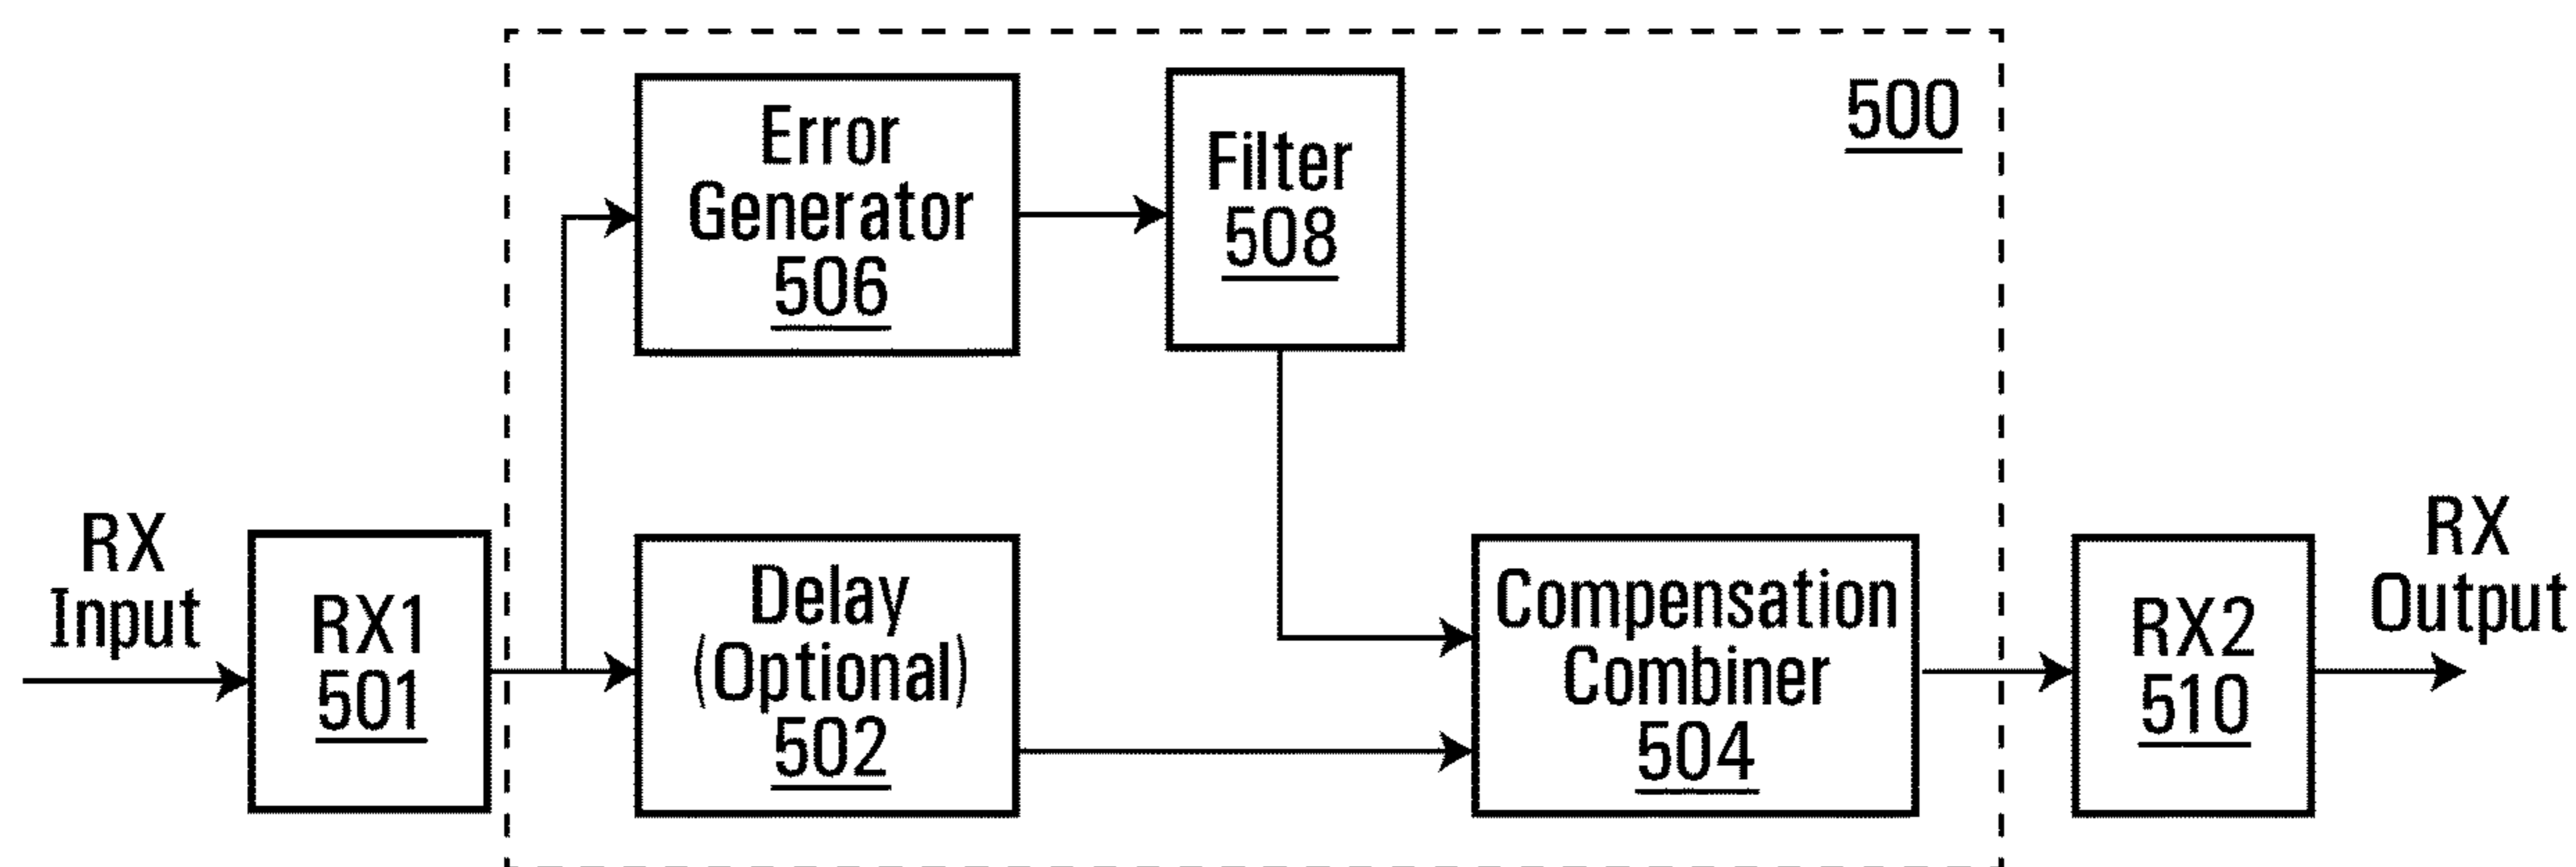 Error
Generator
506
Filter
508
500
RX
Input
RX1
501
Delay
(Optional)
502
Compensation
Combiner
504
RX2
510
RX
Output